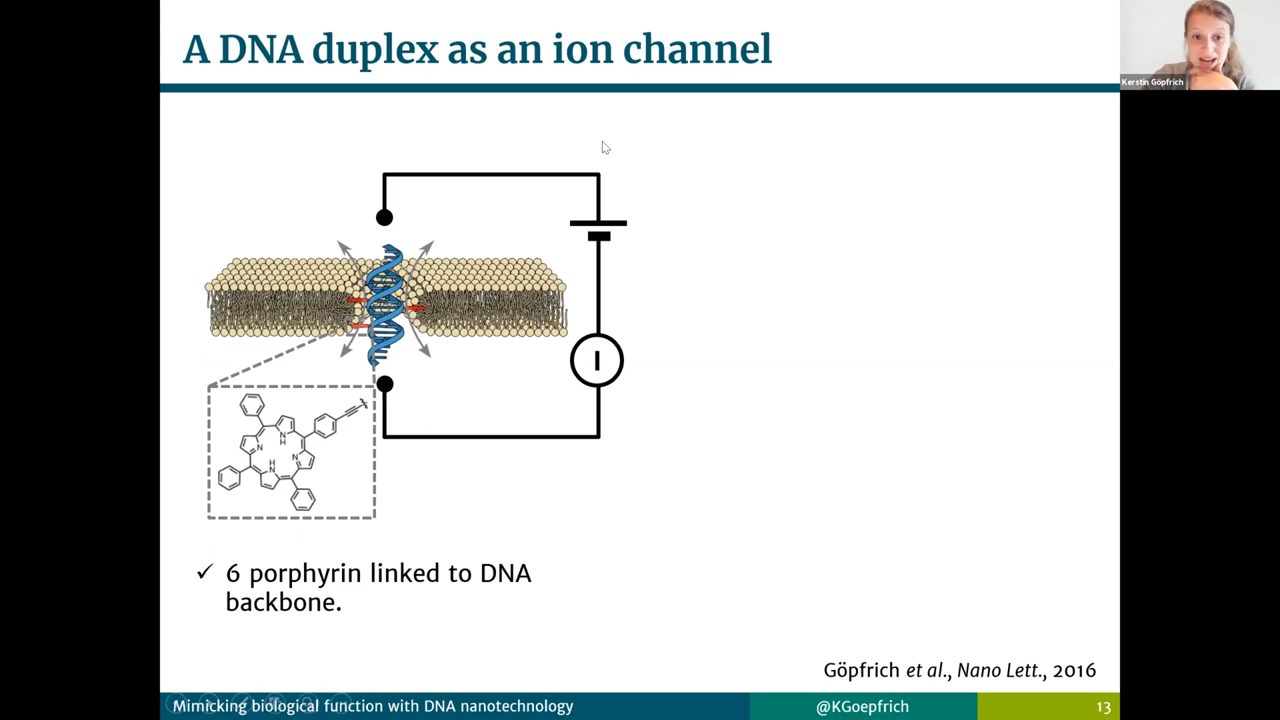 A DNA duplex as an ion channel
Kerstin Göpfrich
I
NH
N
N
H
N
✓ 6 porphyrin linked to DNA
backbone.
Göpfrich et al., Nano Lett., 2016
Mimicking biological function with DNA nanotechnology
@KGoepfrich
13